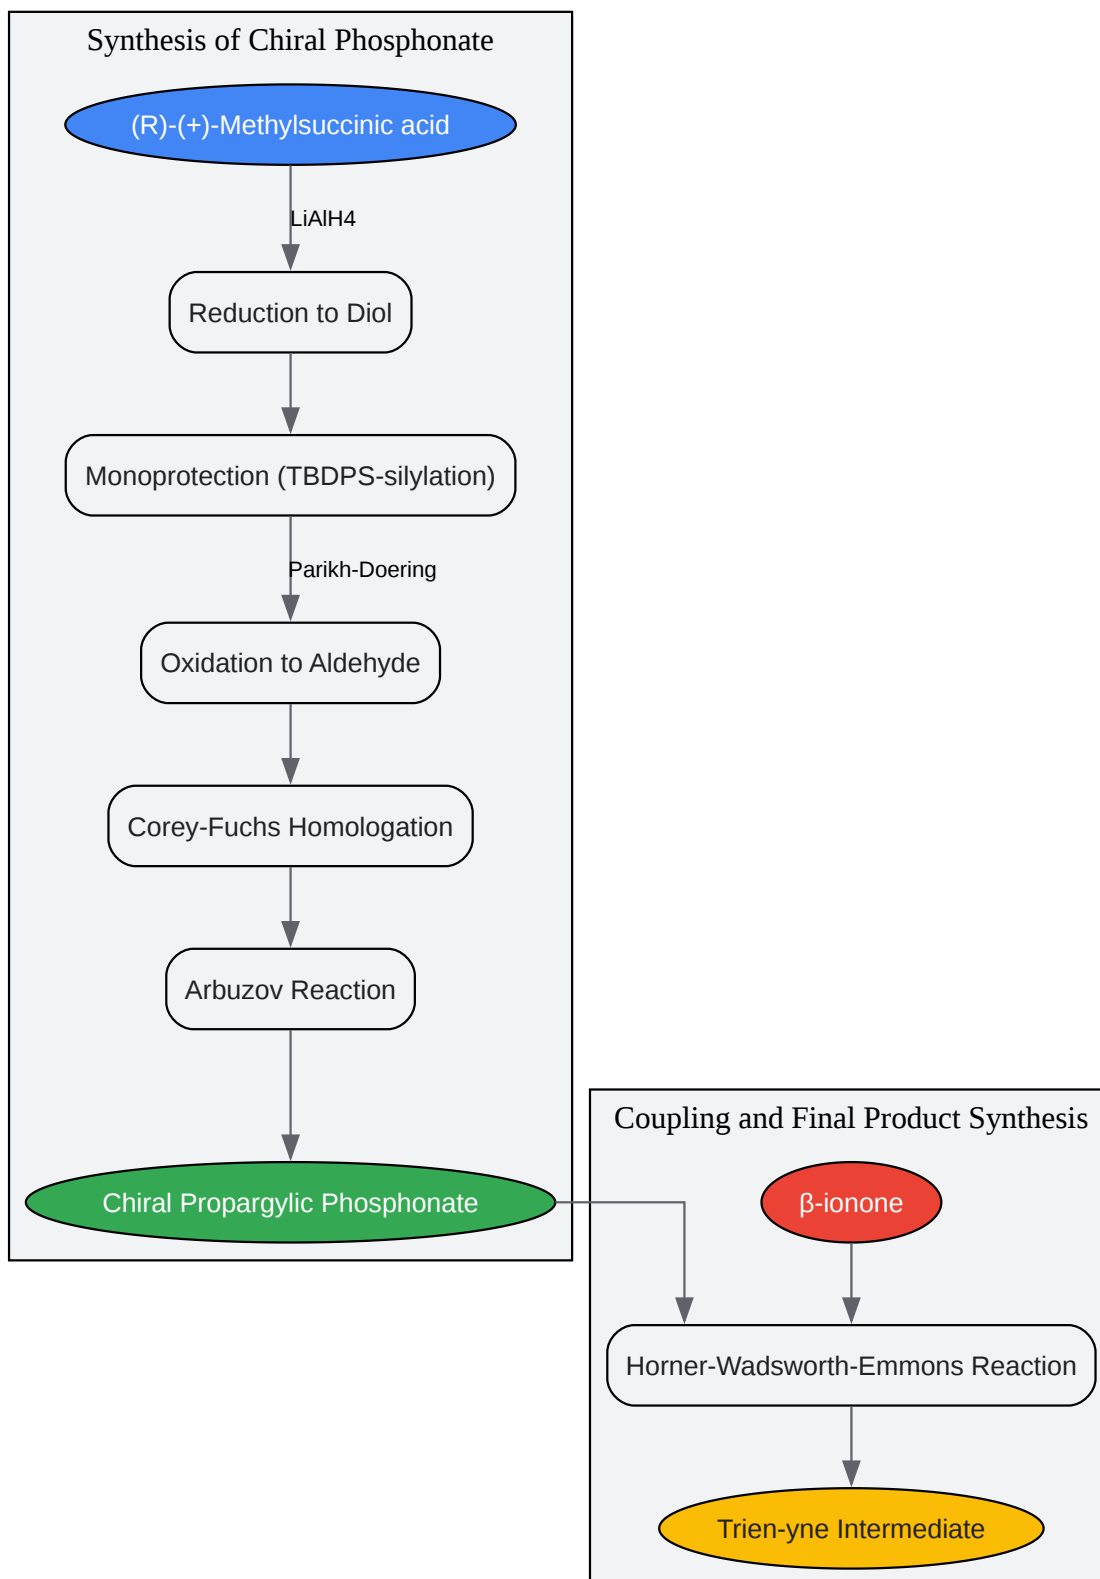 Synthesis of Chiral Phosphonate
(R)-(+)-Methylsuccinic acid
LiAlH4
Reduction to Diol
Monoprotection (TBDPS-silylation)
Parikh-Doering
Oxidation to Aldehyde
Corey-Fuchs Homologation
Arbuzov Reaction
Chiral Propargylic Phosphonate
Coupling and Final Product Synthesis
β-ionone
Horner-Wadsworth-Emmons Reaction
Trien-yne Intermediate